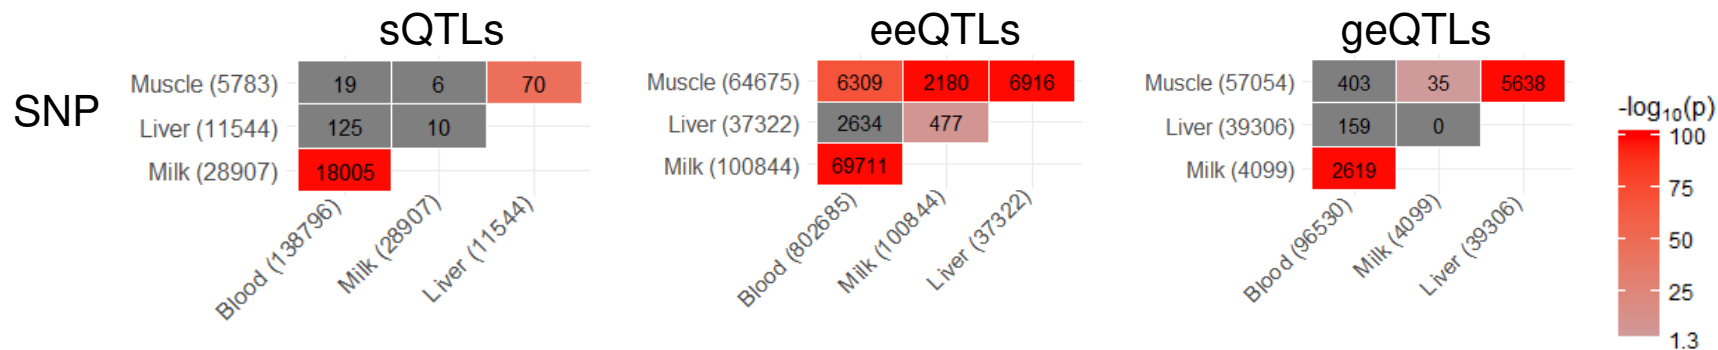 sQTLs
eeQTLs
geQTLs
SNP
Muscle (5783) 19 6 70
Liver (11544) 125 10
Milk (28907) 18005
Blood (138796)
Milk (28907)
Liver (11544)
Muscle (64675) 6309 2180 6916
Liver (37322) 2634 477
Milk (100844) 69711
Blood (802685)
Milk (100844)
Liver (37322)
Muscle (57054) 403 35 5638
Liver (39306) 159 0
Milk (4099) 2619
Blood (96530)
Milk (4099)
Liver (39306)
-log10(p)
100
75
50
25
1.3